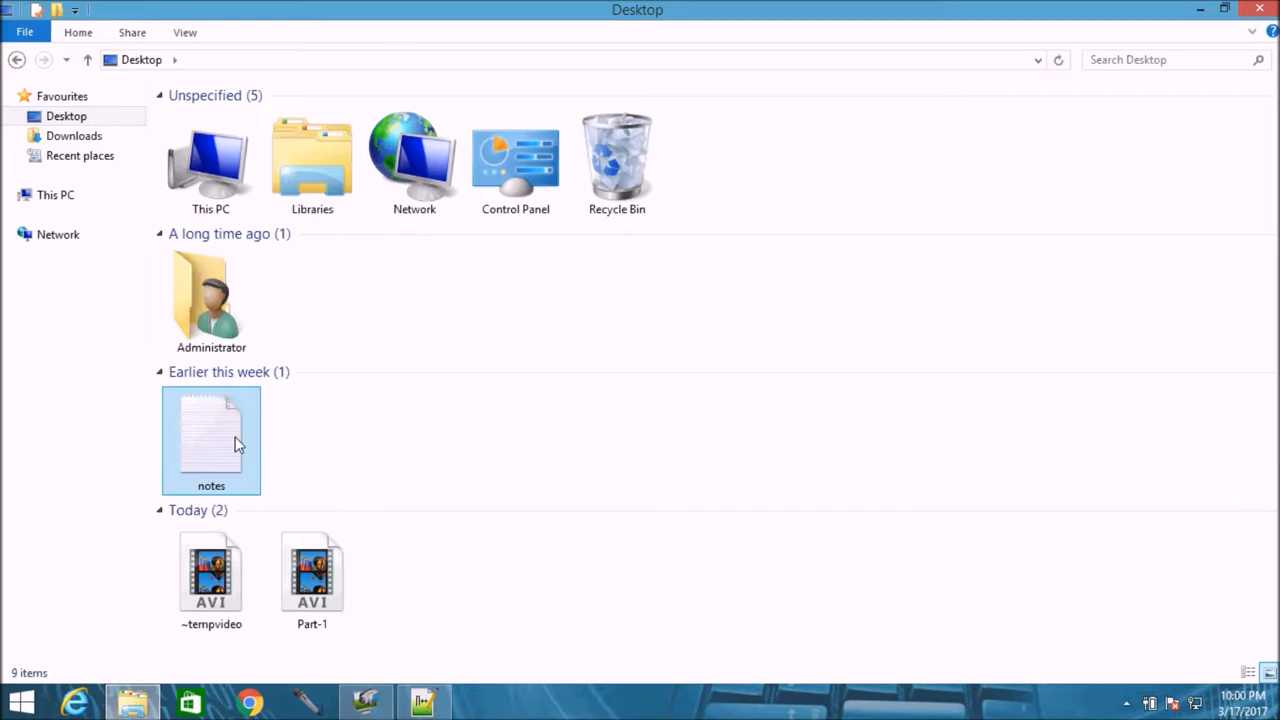 Desktop
File Home Share View
Desktop Search Desktop
Favourites
Desktop
Downloads
Recent places
This PC
Network
Unspecified (5)
This PC Libraries Network Control Panel Recycle Bin
A long time ago (1)
Administrator
Earlier this week (1)
notes
Today (2)
AVI AVI
~tempvideo Part-1
9 items
10:00 PM
3/17/2017